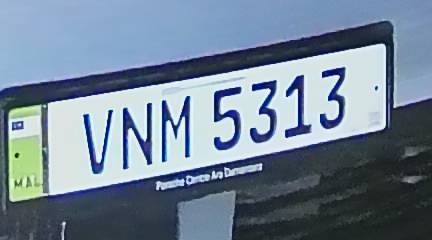 MAL
VNM 5313
Porsche Centre Ara Damansara